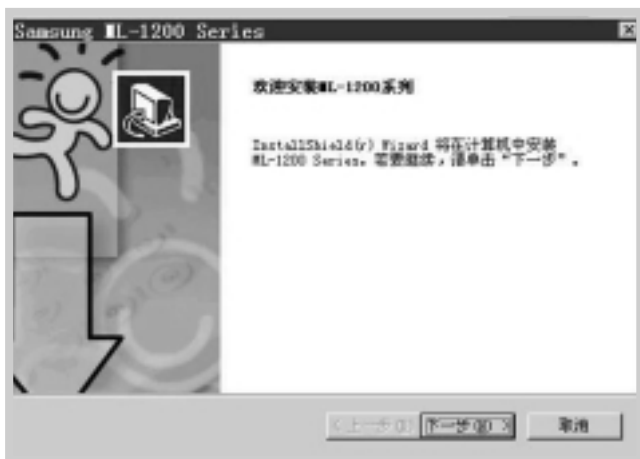 Samsung ML-1200 Series
欢迎安装ML-1200系列
InstallShield(r) Wizard 将在计算机中安装
ML-1200 Series。若要继续，请单击“下一步”。
<上一步(B) 下一步(N) > 取消